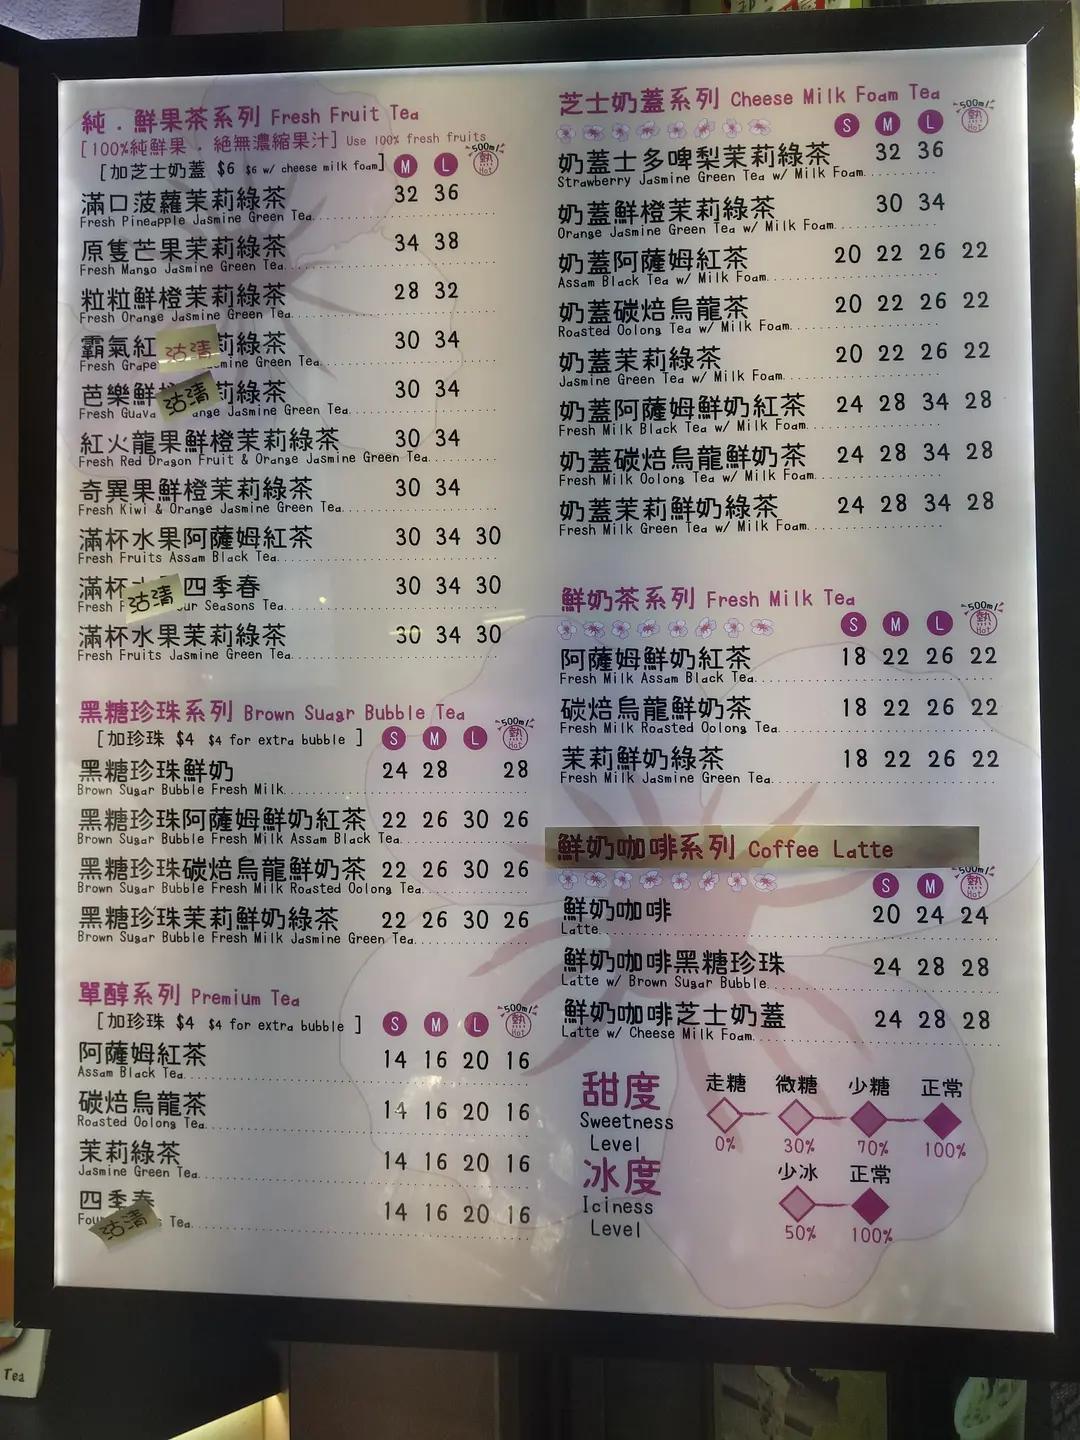 純．鮮果茶系列 Fresh Fruit Tea
[100%純鮮果．絕無濃縮果汁] Use 100% fresh fruits
[加芝士奶蓋 $6 $6 w/ cheese milk foam] M L 500ml 熱 Hot
滿口菠蘿茉莉綠茶 32 36
Fresh Pineapple Jasmine Green Tea
原隻芒果茉莉綠茶 34 38
Fresh Mango Jasmine Green Tea
粒粒鮮橙茉莉綠茶 28 32
Fresh Orange Jasmine Green Tea
霸氣紅 沽清 莉綠茶 30 34
Fresh Grape mine Green Tea
芭樂鮮 沽清 莉綠茶 30 34
Fresh Guava ange Jasmine Green Tea
紅火龍果鮮橙茉莉綠茶 30 34
Fresh Red Dragon Fruit & Orange Jasmine Green Tea
奇異果鮮橙茉莉綠茶 30 34
Fresh Kiwi & Orange Jasmine Green Tea
滿杯水果阿薩姆紅茶 30 34 30
Fresh Fruits Assam Black Tea
滿杯水 沽清 四季春 30 34 30
Fresh F ur Seasons Tea
滿杯水果茉莉綠茶 30 34 30
Fresh Fruits Jasmine Green Tea
黑糖珍珠系列 Brown Sugar Bubble Tea
[加珍珠 $4 $4 for extra bubble ] S M L 500ml 熱 Hot
黑糖珍珠鮮奶 24 28 28
Brown Sugar Bubble Fresh Milk
黑糖珍珠阿薩姆鮮奶紅茶 22 26 30 26
Brown Sugar Bubble Fresh Milk Assam Black Tea
黑糖珍珠碳焙烏龍鮮奶茶 22 26 30 26
Brown Sugar Bubble Fresh Milk Roasted Oolong Tea
黑糖珍珠茉莉鮮奶綠茶 22 26 30 26
Brown Sugar Bubble Fresh Milk Jasmine Green Tea
單醇系列 Premium Tea
[加珍珠 $4 $4 for extra bubble ] S M L 500ml 熱 Hot
阿薩姆紅茶 14 16 20 16
Assam Black Tea
碳焙烏龍茶 14 16 20 16
Roasted Oolong Tea
茉莉綠茶 14 16 20 16
Jasmine Green Tea
四季春 14 16 20 16
Fou 沽清 s Tea
芝士奶蓋系列 Cheese Milk Foam Tea
S M L 500ml 熱 Hot
奶蓋士多啤梨茉莉綠茶 32 36
Strawberry Jasmine Green Tea w/ Milk Foam
奶蓋鮮橙茉莉綠茶 30 34
Orange Jasmine Green Tea w/ Milk Foam
奶蓋阿薩姆紅茶 20 22 26 22
Assam Black Tea w/ Milk Foam
奶蓋碳焙烏龍茶 20 22 26 22
Roasted Oolong Tea w/ Milk Foam
奶蓋茉莉綠茶 20 22 26 22
Jasmine Green Tea w/ Milk Foam
奶蓋阿薩姆鮮奶紅茶 24 28 34 28
Fresh Milk Black Tea w/ Milk Foam
奶蓋碳焙烏龍鮮奶茶 24 28 34 28
Fresh Milk Oolong Tea w/ Milk Foam
奶蓋茉莉鮮奶綠茶 24 28 34 28
Fresh Milk Green Tea w/ Milk Foam
鮮奶茶系列 Fresh Milk Tea
S M L 500ml 熱 Hot
阿薩姆鮮奶紅茶 18 22 26 22
Fresh Milk Assam Black Tea
碳焙烏龍鮮奶茶 18 22 26 22
Fresh Milk Roasted Oolong Tea
茉莉鮮奶綠茶 18 22 26 22
Fresh Milk Jasmine Green Tea
鮮奶咖啡系列 Coffee Latte
S M 500ml 熱 Hot
鮮奶咖啡 20 24 24
Latte
鮮奶咖啡黑糖珍珠 24 28 28
Latte w/ Brown Sugar Bubble
鮮奶咖啡芝士奶蓋 24 28 28
Latte w/ Cheese Milk Foam
甜度 走糖 微糖 少糖 正常
Sweetness
Level 0% 30% 70% 100%
冰度 少冰 正常
Iciness
Level 50% 100%
Tea